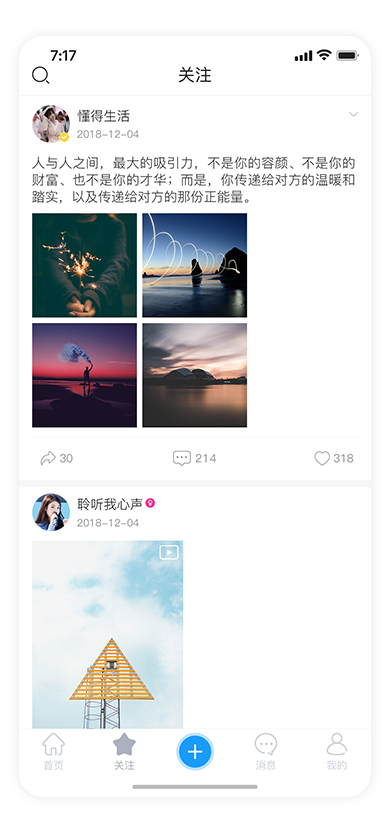 7:17
关注
懂得生活
2018-12-04
人与人之间，最大的吸引力，不是你的容颜、不是你的
财富、也不是你的才华；而是，你传递给对方的温暖和
踏实，以及传递给对方的那份正能量。
30 214 318
聆听我心声
2018-12-04
首页 关注 消息 我的